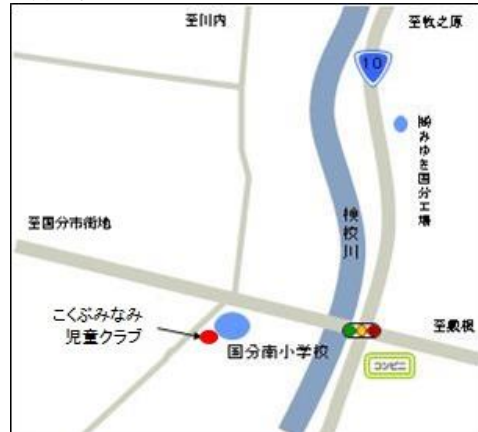 至川内
至牧之原
10
㈱みゆき国分工場
検校川
至国分市街地
こくぶみなみ
児童クラブ
国分南小学校
至敷根
コンビニ